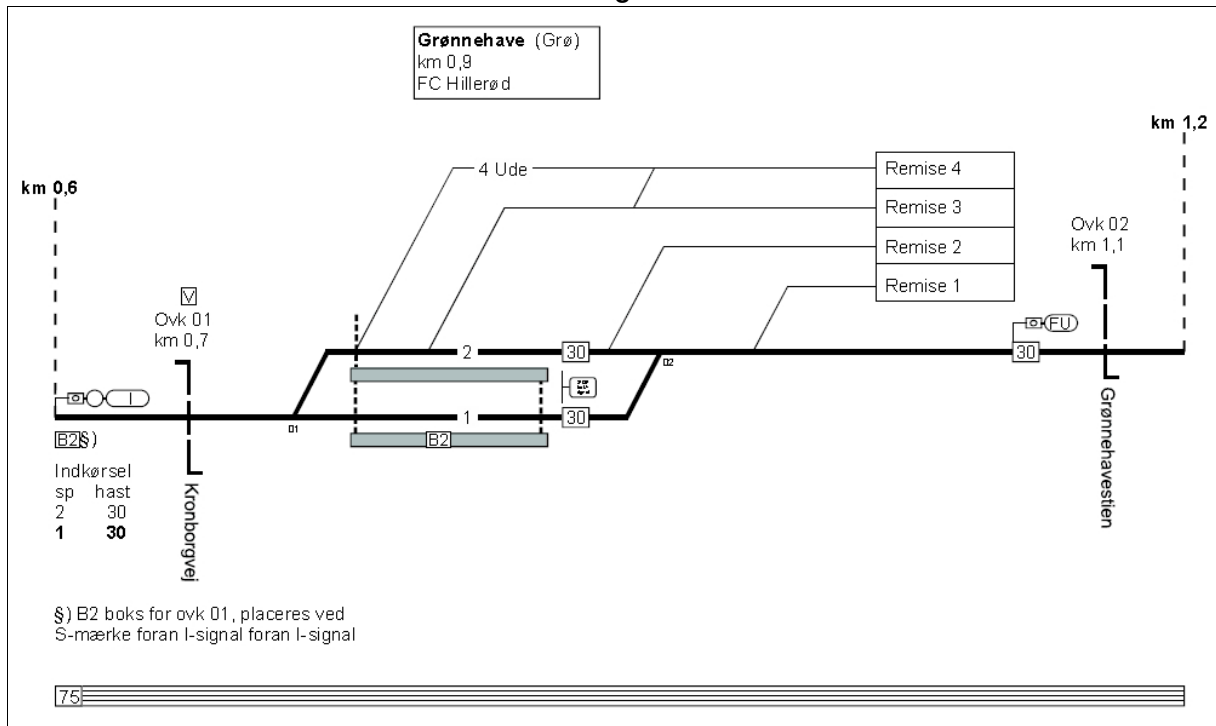 Grønnehave (Grø)
km 0,9
FC Hillerød
km 1,2
km 0,6
4 Ude
Remise 4
Remise 3
Remise 2
Remise 1
Ovk 02
km 1,1
V
Ovk 01
km 0,7
2
30
02
FU
30
I
01
1
30
B2§)
B2
Indkørsel
sp hast
2 30
1 30
Kronborgvej
Grønnehavestien
§) B2 boks for ovk 01, placeres ved
S-mærke foran I-signal foran I-signal
75